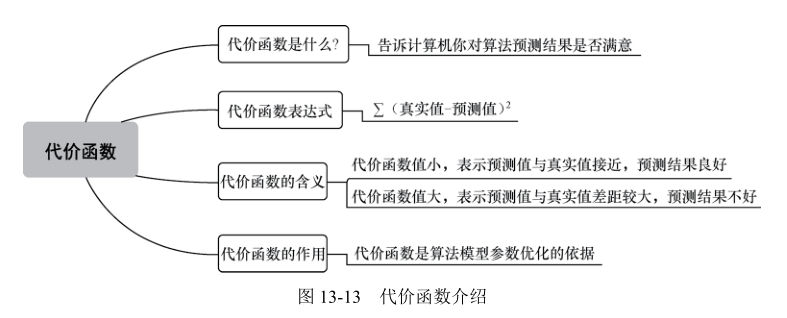 代价函数
代价函数是什么?
告诉计算机你对算法预测结果是否满意
代价函数表达式
∑（真实值-预测值）²
代价函数的含义
代价函数值小，表示预测值与真实值接近，预测结果良好
代价函数值大，表示预测值与真实值差距较大，预测结果不好
代价函数的作用
代价函数是算法模型参数优化的依据
图 13-13 代价函数介绍